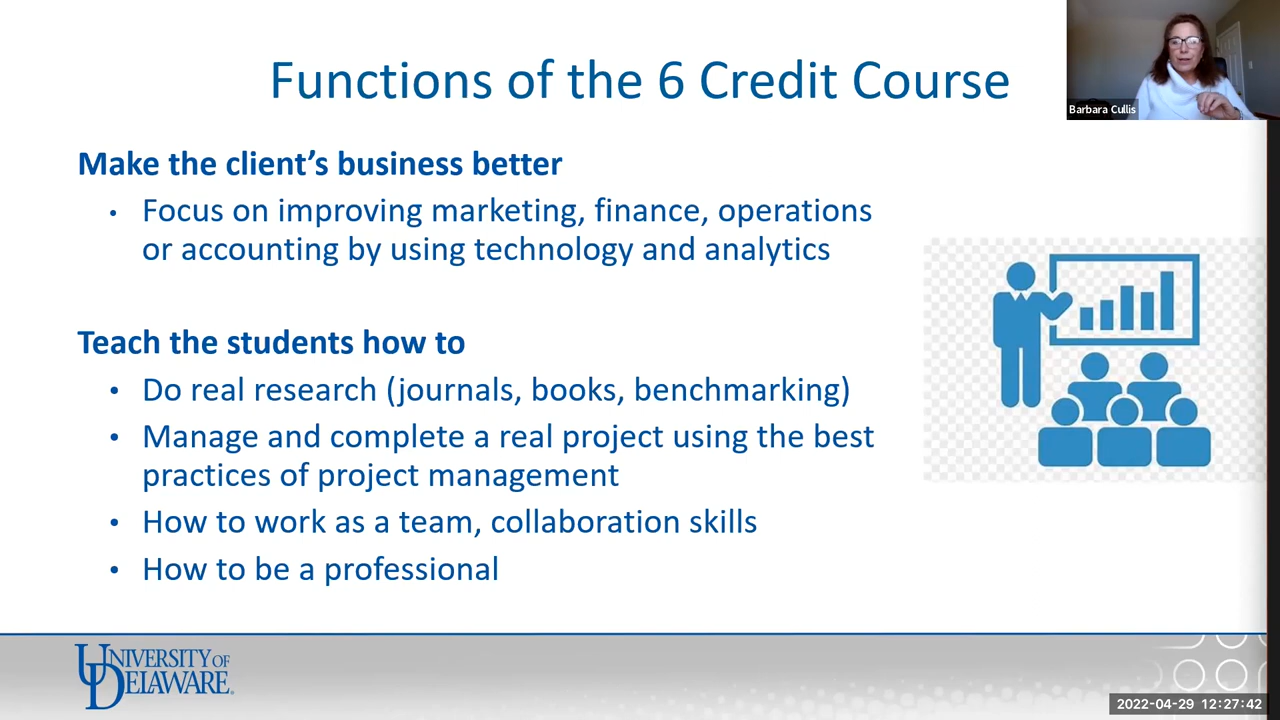 Functions of the 6 Credit Course
Barbara Cullis
Make the client's business better
• Focus on improving marketing, finance, operations
or accounting by using technology and analytics
Teach the students how to
• Do real research (journals, books, benchmarking)
• Manage and complete a real project using the best
practices of project management
• How to work as a team, collaboration skills
• How to be a professional
UNIVERSITY OF
DELAWARE.
2022-04-29 12:27:42